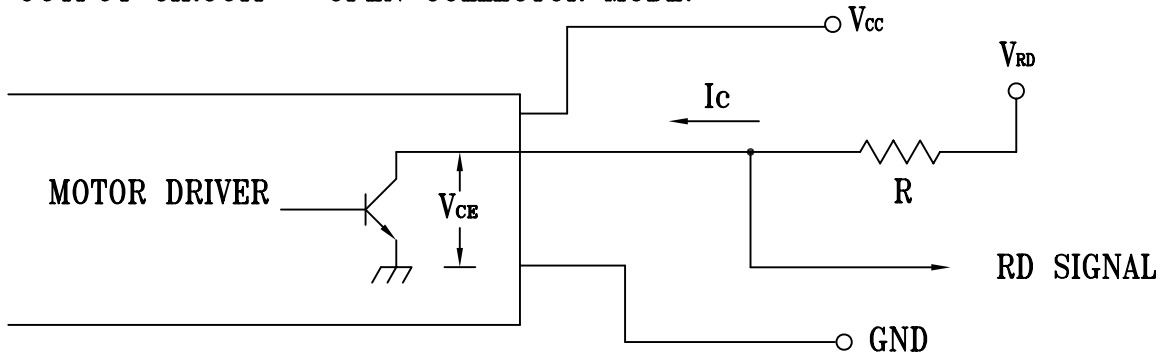 VCC
VRD
Ic
MOTOR DRIVER
VCE
R
RD SIGNAL
GND